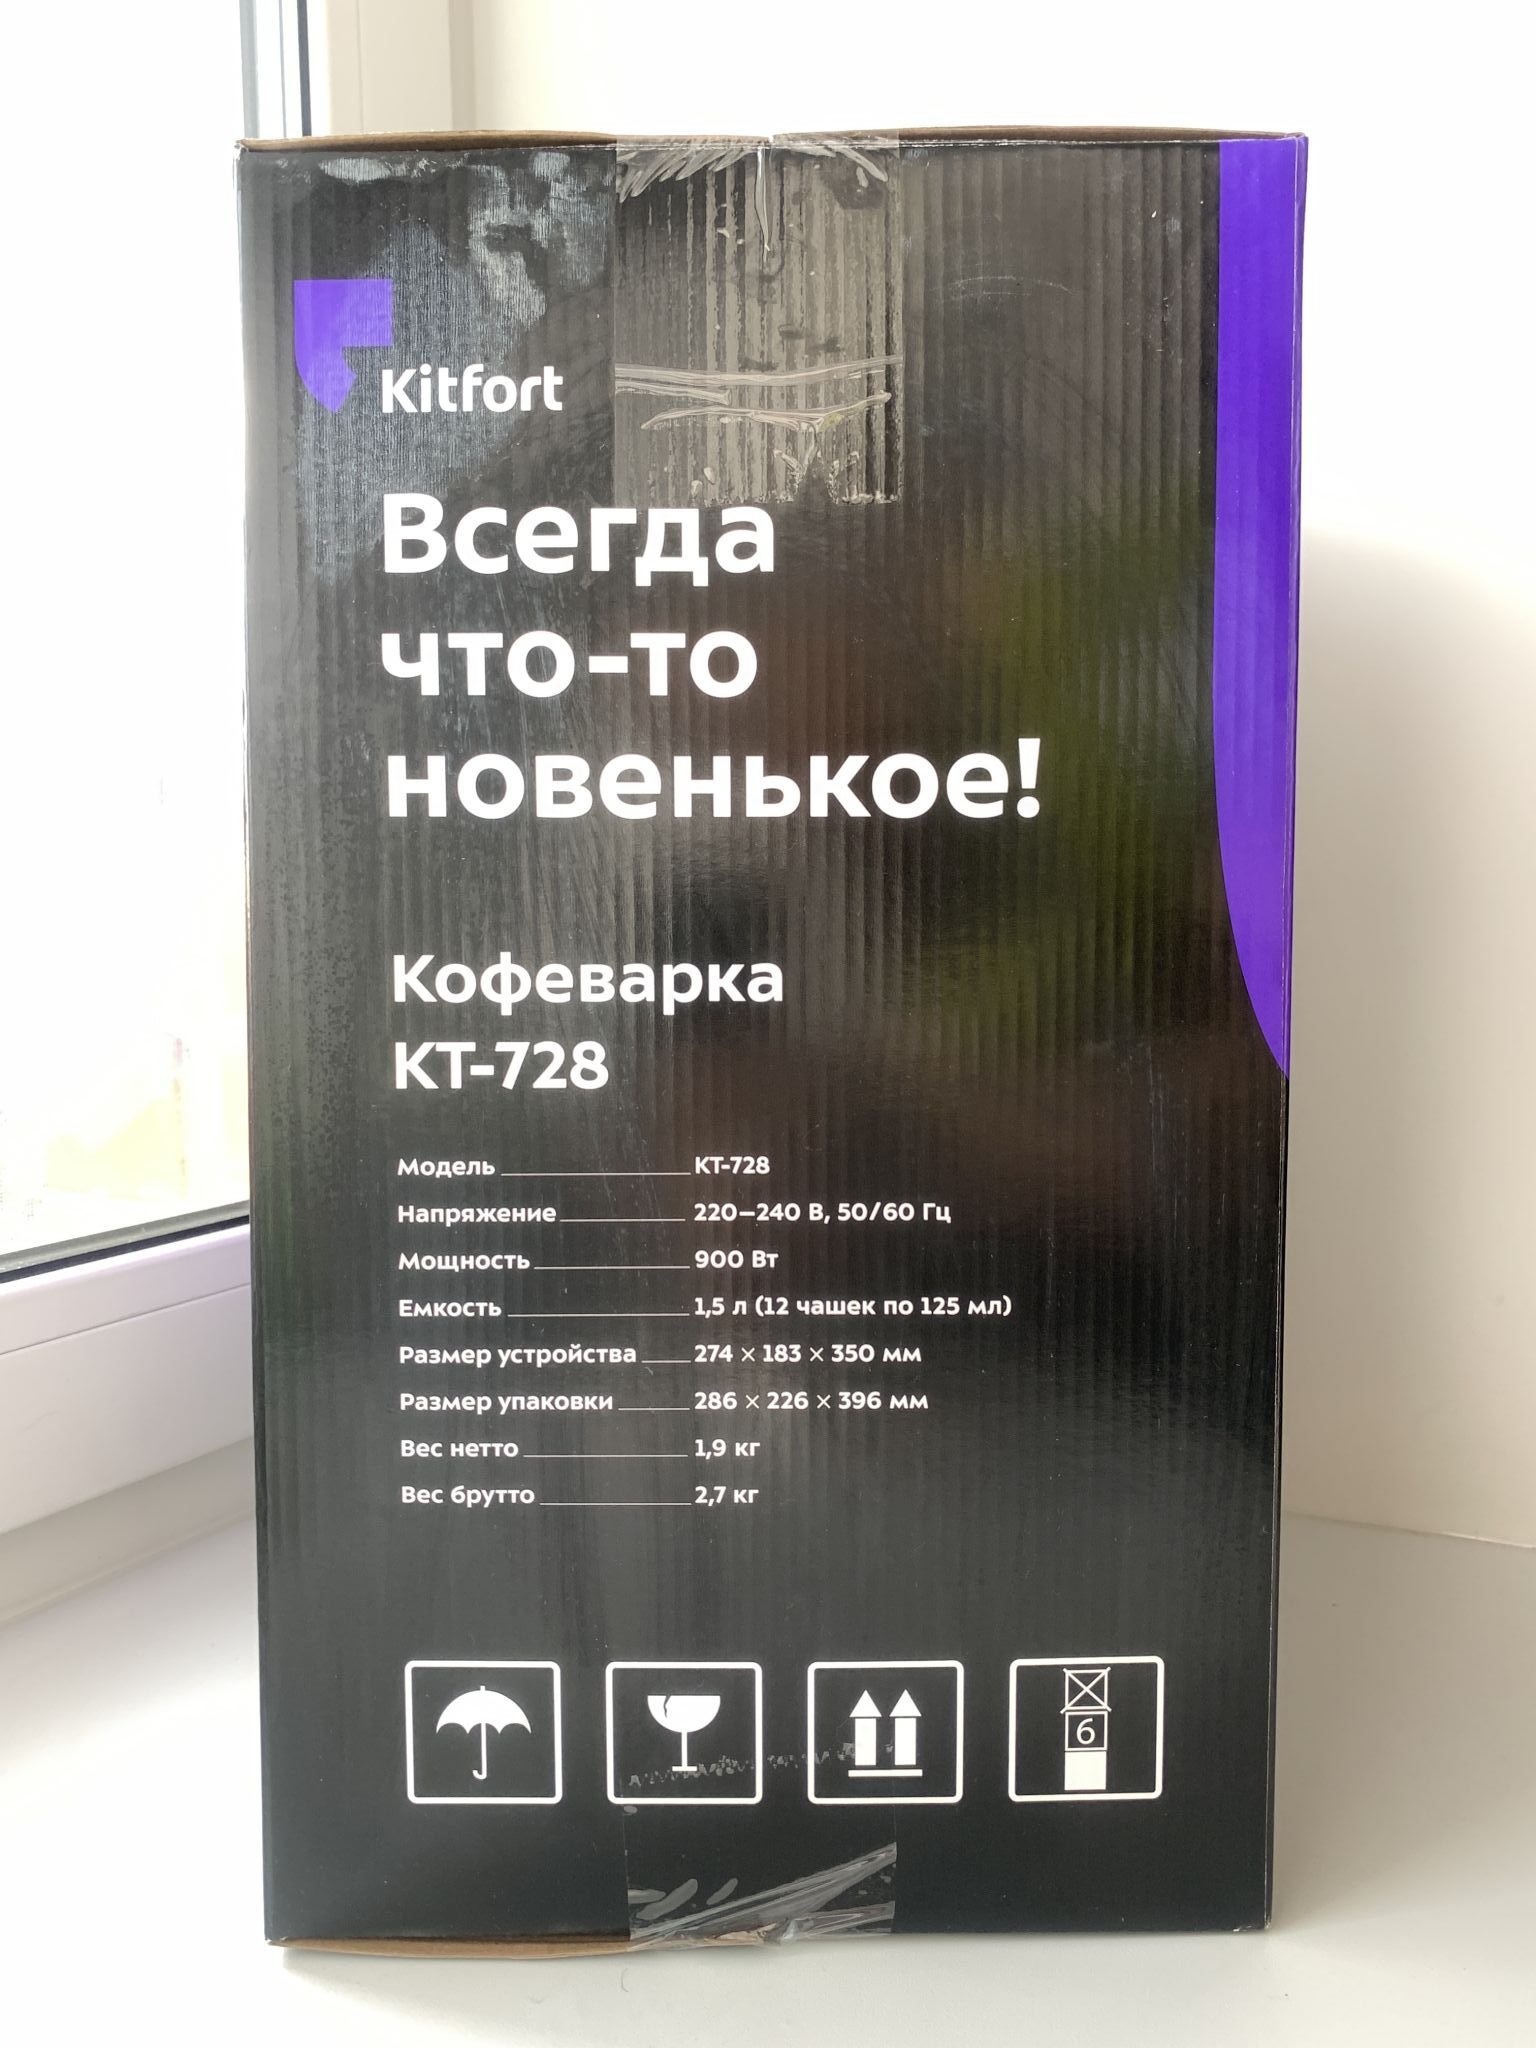 Kitfort
Всегда
что-то
новенькое!
Кофеварка
КТ-728
Модель КТ-728
Напряжение 220–240 В, 50/60 Гц
Мощность 900 Вт
Емкость 1,5 л (12 чашек по 125 мл)
Размер устройства 274 × 183 × 350 мм
Размер упаковки 286 × 226 × 396 мм
Вес нетто 1,9 кг
Вес брутто 2,7 кг
6